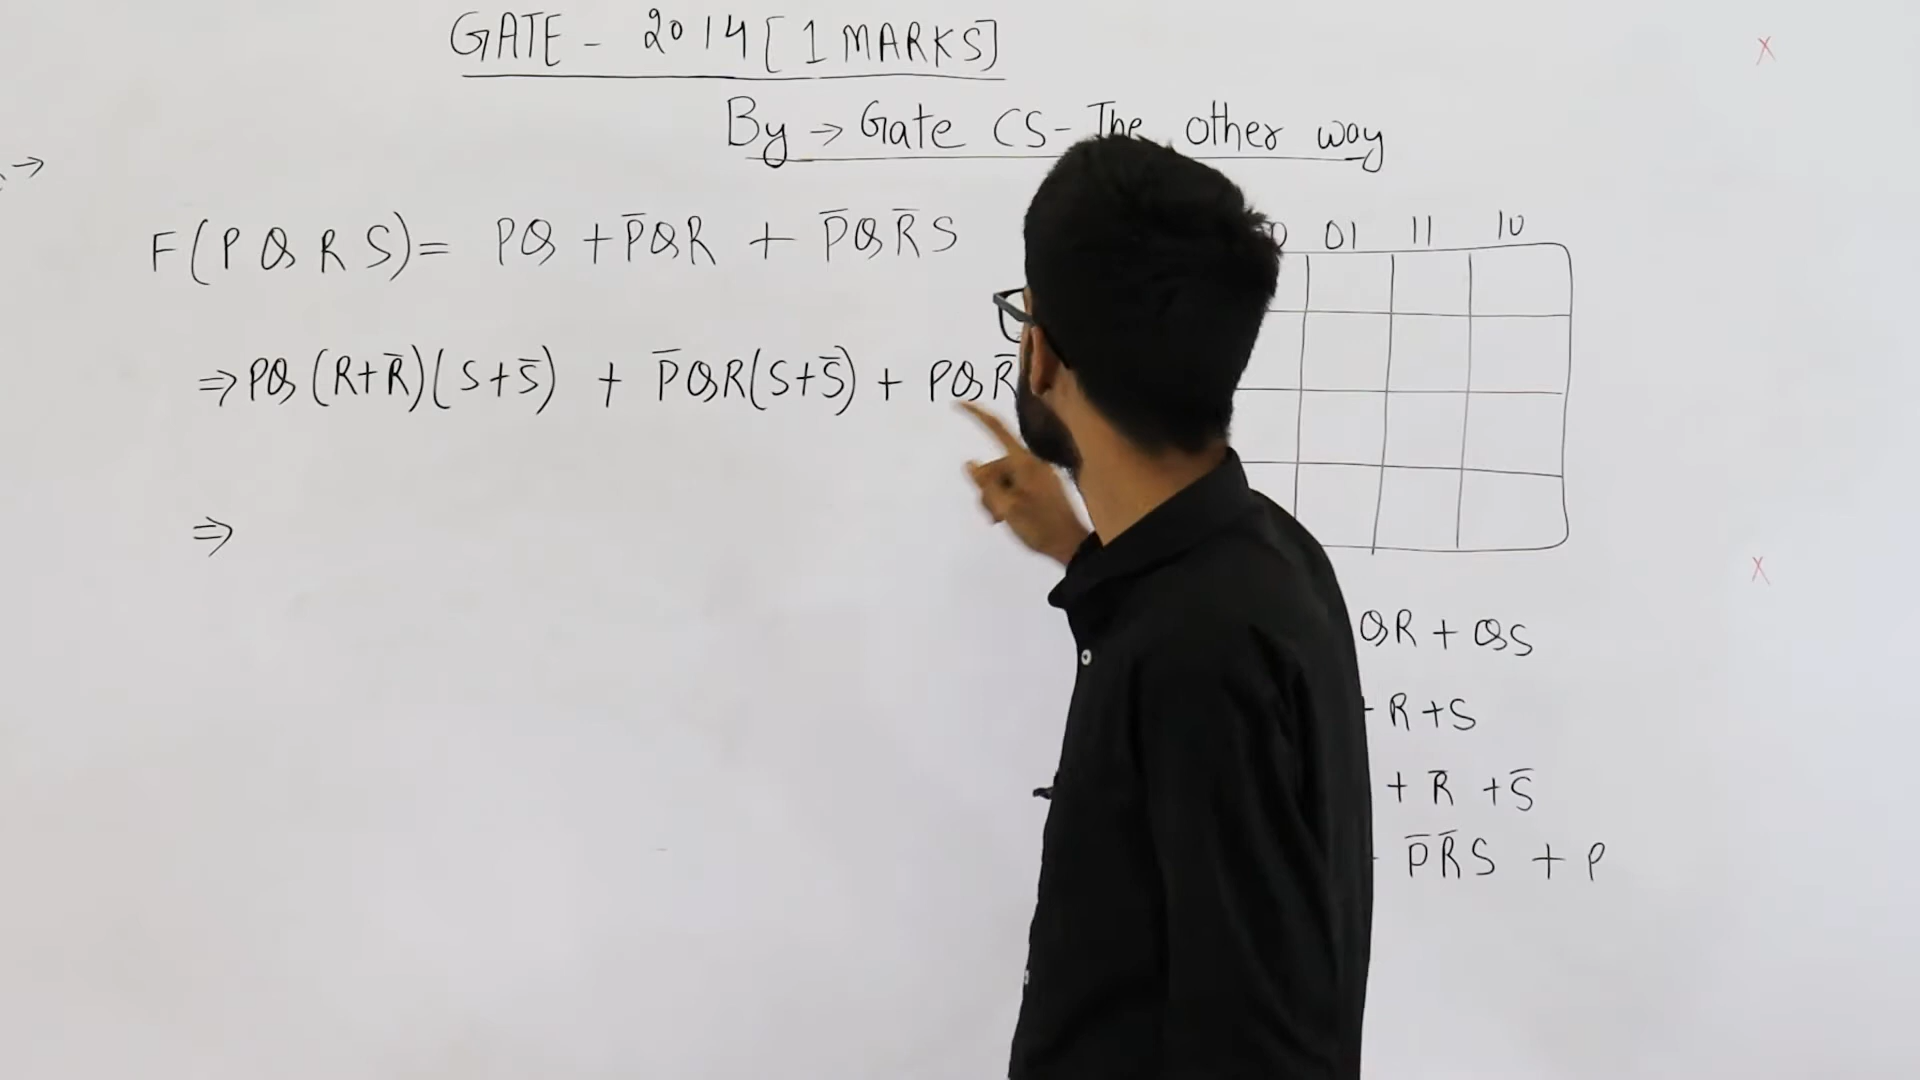 GATE - 2014 [ 1 MARKS ]
By → Gate CS - The other way
→
F ( P Q R S ) = PQ + P̅QR + P̅QR̅S
01 11 10
⇒ PQ ( R + R̅ ) ( S + S̅ ) + P̅QR ( S + S̅ ) + PQR̅
⇒
QR + QS
+ R + S
+ R̅ + S̅
P̅R̅S + P